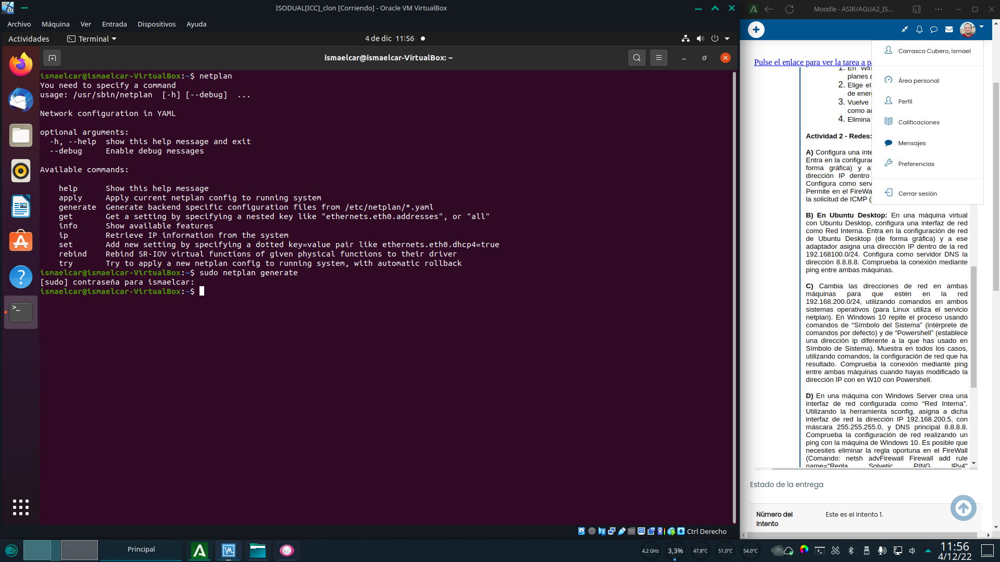 ISODUAL[ICC]_clon [Corriendo] - Oracle VM VirtualBox
Archivo Máquina Ver Entrada Dispositivos Ayuda
Actividades Terminal 4 de dic 11:56
ismaelcar@ismaelcar-VirtualBox: ~
ismaelcar@ismaelcar-VirtualBox:~$ netplan
You need to specify a command
usage: /usr/sbin/netplan [-h] [--debug] ...
Network configuration in YAML
optional arguments:
-h, --help show this help message and exit
--debug Enable debug messages
Available commands:
help Show this help message
apply Apply current netplan config to running system
generate Generate backend specific configuration files from /etc/netplan/*.yaml
get Get a setting by specifying a nested key like "ethernets.eth0.addresses", or "all"
info Show available features
ip Retrieve IP information from the system
set Add new setting by specifying a dotted key=value pair like ethernets.eth0.dhcp4=true
rebind Rebind SR-IOV virtual functions of given physical functions to their driver
try Try to apply a new netplan config to running system, with automatic rollback
ismaelcar@ismaelcar-VirtualBox:~$ sudo netplan generate
[sudo] contraseña para ismaelcar:
ismaelcar@ismaelcar-VirtualBox:~$
Ctrl Derecho
Moodle - ASIR/AGUA2_IS...
Carrasco Cubero, Ismael
Área personal
Perfil
Calificaciones
Mensajes
Preferencias
Cerrar sesión
Pulse el enlace para ver la tarea a p
1. En Win
planes
2. Elige el
de ener
3. Vuelve
como a
4. Elimina
Actividad 2 - Redes:
A) Configura una inte
Entra en la configurac
forma gráfica) y a
dirección IP dentro
Configura como serv
Permite en el FireWa
la solicitud de ICMP (
B) En Ubuntu Desktop: En una máquina virtual
con Ubuntu Desktop, configura una interfaz de red
como Red Interna. Entra en la configuración de red
de Ubuntu Desktop (de forma gráfica) y a ese
adaptador asigna una dirección IP dentro de la red
192.168100.0/24. Configura como servidor DNS la
dirección 8.8.8.8. Comprueba la conexión mediante
ping entre ambas máquinas.
C) Cambia las direcciones de red en ambas
máquinas para que estén en la red
192.168.200.0/24, utilizando comandos en ambos
sistemas operativos (para Linux utiliza el servicio
netplan). En Windows 10 repite el proceso usando
comandos de “Símbolo del Sistema” (intérprete de
comandos por defecto) y de “Powershell” (establece
una dirección ip diferente a la que has usado en
Símbolo de Sistema). Muestra en todos los casos,
utilizando comandos, la configuración de red que ha
resultado. Comprueba la conexión mediante ping
entre ambas máquinas cuando hayas modificado la
dirección IP con en W10 con Powershell.
D) En una máquina con Windows Server crea una
interfaz de red configurada como “Red Interna”.
Utilizando la herramienta sconfig, asigna a dicha
interfaz de red la dirección IP 192.168.200.5, con
máscara 255.255.255.0, y DNS principal 8.8.8.8.
Comprueba la configuración de red realizando un
ping con la máquina de Windows 10. Es posible que
necesites eliminar la regla oportuna en el FireWall
(Comando: netsh advFirewall Firewall add rule
name="Regla Solvetic PING IPv4"
Estado de la entrega
Número del
intento
Este es el intento 1.
Principal
4,2 GHz 3,3% 47,8°C 51,0°C 54,0°C
11:56
4/12/22